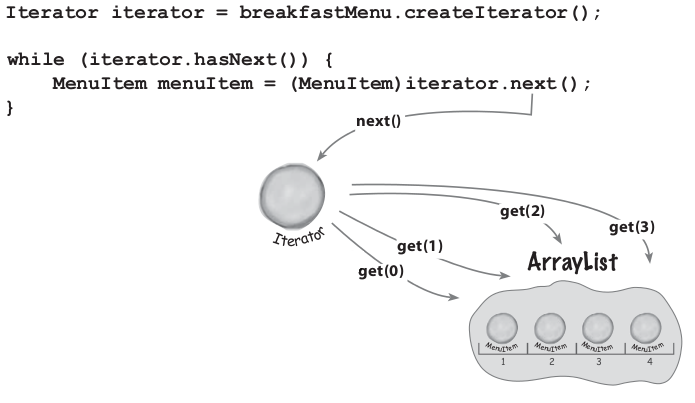 Iterator iterator = breakfastMenu.createIterator();
while (iterator.hasNext()) {
    MenuItem menuItem = (MenuItem)iterator.next();
}
next()
Iterator
get(2)
get(3)
get(1)
get(0)
ArrayList
MenuItem MenuItem MenuItem MenuItem
1 2 3 4